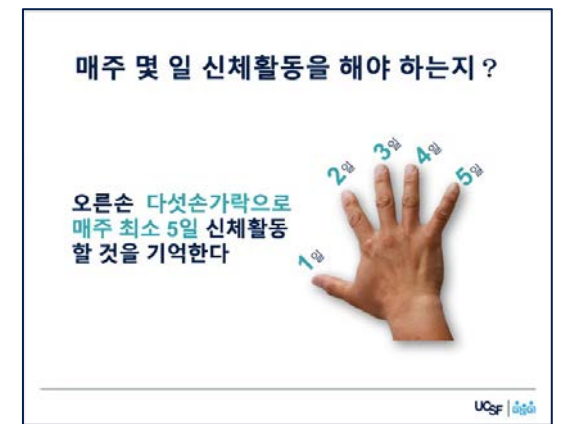 매주 몇 일 신체활동을 해야 하는지 ?
1일
2일
3일
4일
5일
오른손 다섯손가락으로
매주 최소 5일 신체활동
할 것을 기억한다
UCSF